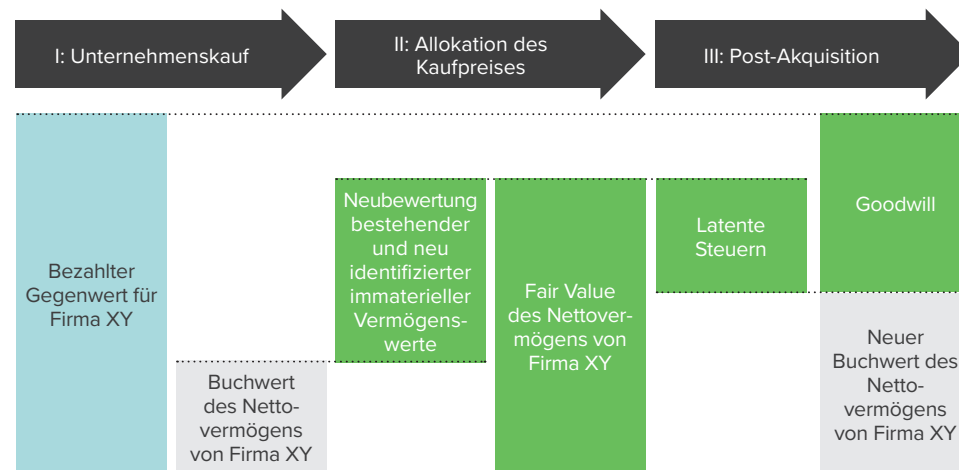 I: Unternehmenskauf
II: Allokation des
Kaufpreises
III: Post-Akquisition
Bezahlter
Gegenwert für
Firma XY
Buchwert
des Netto-
vermögens
von Firma XY
Neubewertung
bestehender
und neu
identifizierter
immaterieller
Vermögens-
werte
Fair Value
des Nettover-
mögens von
Firma XY
Latente
Steuern
Goodwill
Neuer
Buchwert des
Netto-
vermögens
von Firma XY